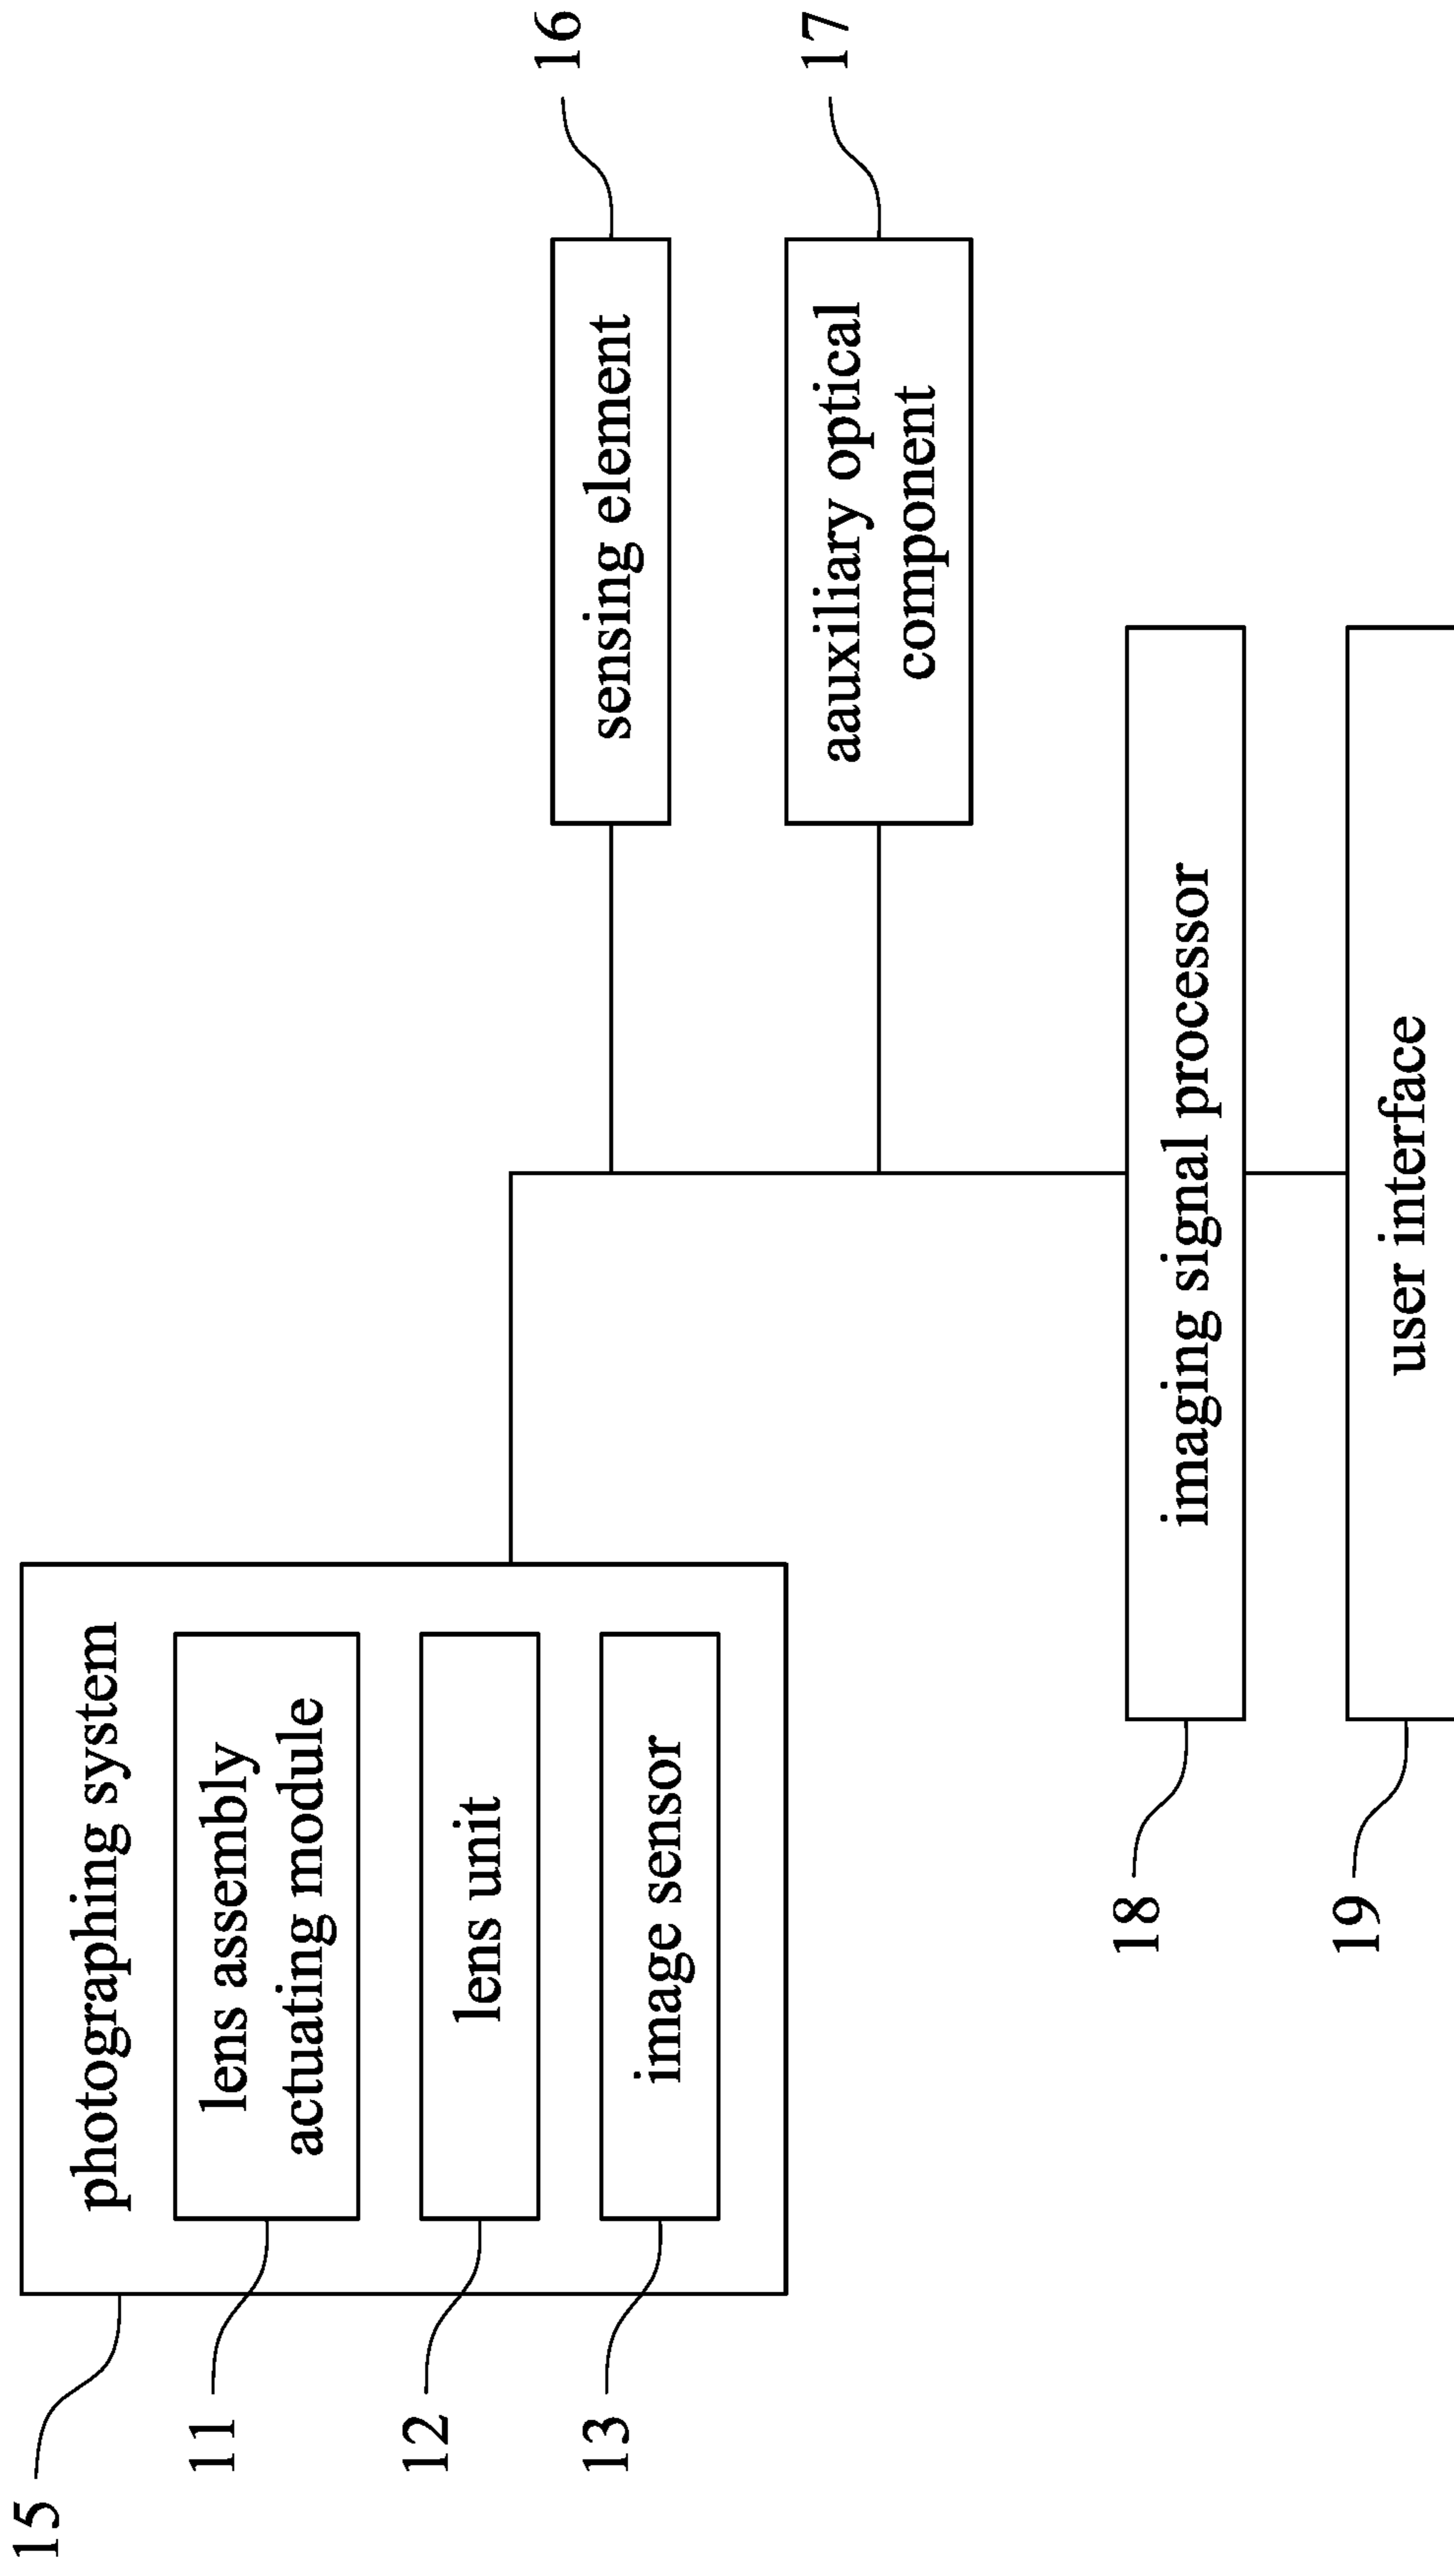 15
photographing system
11
lens assembly
actuating module
12
lens unit
13
image sensor
sensing element
16
aauxiliary optical
component
17
18
imaging signal processor
19
user interface